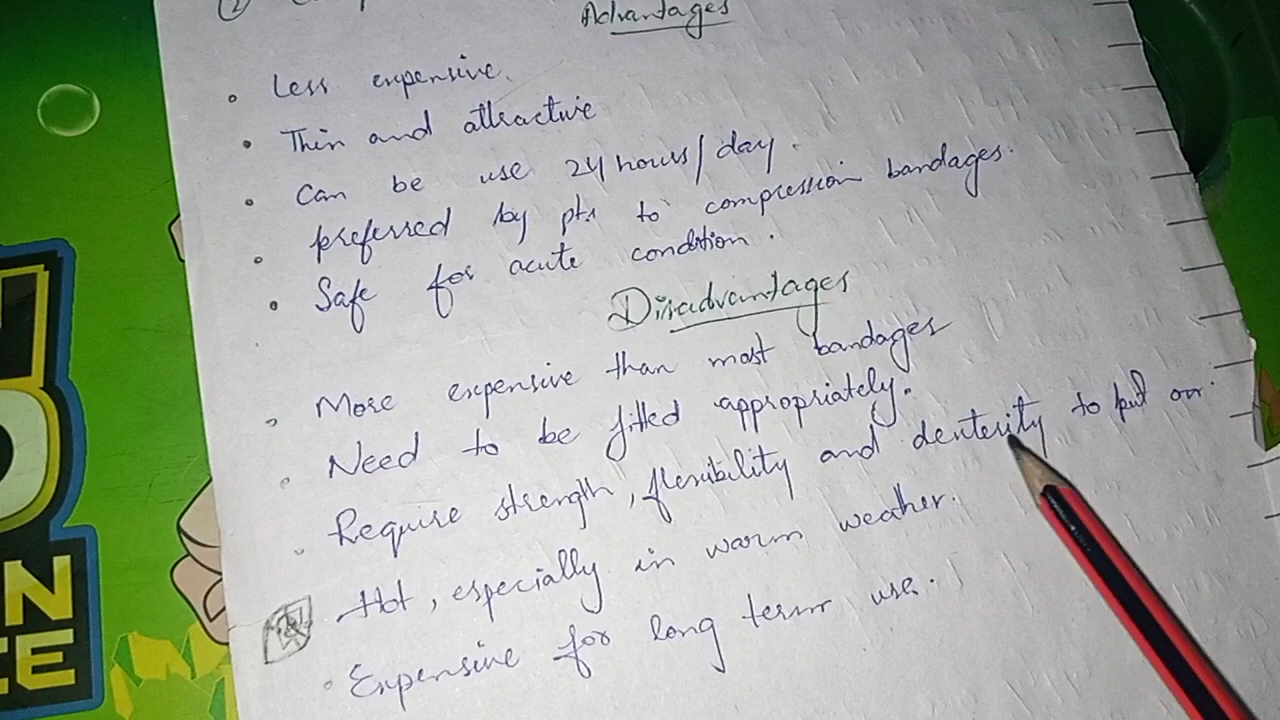 ②
Advantages
• Less expensive.
• Thin and attractive
• Can be use 24 hours/day.
• preferred by pts to compression bandages.
• Safe for acute condition.
Disadvantages
• More expensive than most bandages
• Need to be fitted appropriately.
• Require strength, flexibility and dexterity to put on.
• Hot, especially in warm weather.
• Expensive for long term use.
N
CE